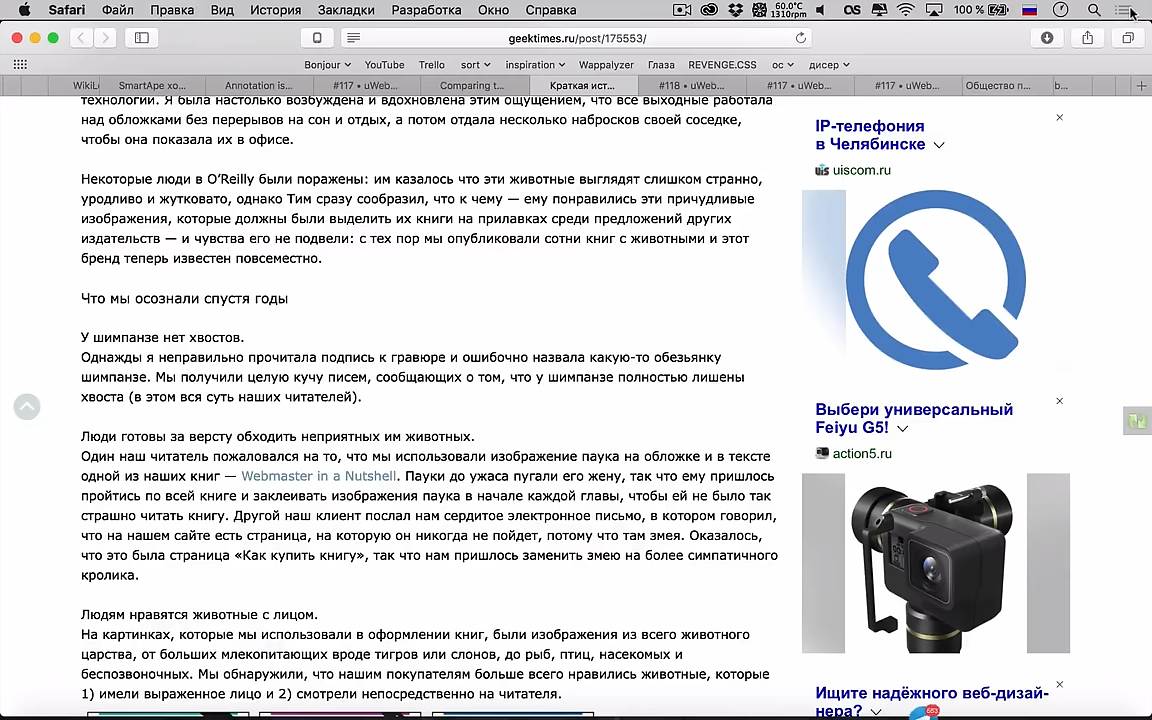 Safari Файл Правка Вид История Закладки Разработка Окно Справка 60.0°C 1310rpm 100 %
geektimes.ru/post/175553/
Bonjour YouTube Trello sort inspiration Wappalyzer Глаза REVENGE.CSS ос дисер
WikiL SmartApe хо... Annotation is... #117 • uWeb... Comparing t... Краткая ист... #118 • uWeb... #117 • uWeb... #117 • uWeb... Общество п... b...
технологии. Я была настолько возбуждена и вдохновлена этим ощущением, что все выходные работала
над обложками без перерывов на сон и отдых, а потом отдала несколько набросков своей соседке,
чтобы она показала их в офисе.
Некоторые люди в O’Reilly были поражены: им казалось что эти животные выглядят слишком странно,
уродливо и жутковато, однако Тим сразу сообразил, что к чему — ему понравились эти причудливые
изображения, которые должны были выделить их книги на прилавках среди предложений других
издательств — и чувства его не подвели: с тех пор мы опубликовали сотни книг с животными и этот
бренд теперь известен повсеместно.
Что мы осознали спустя годы
У шимпанзе нет хвостов.
Однажды я неправильно прочитала подпись к гравюре и ошибочно назвала какую-то обезьянку
шимпанзе. Мы получили целую кучу писем, сообщающих о том, что у шимпанзе полностью лишены
хвоста (в этом вся суть наших читателей).
Люди готовы за версту обходить неприятных им животных.
Один наш читатель пожаловался на то, что мы использовали изображение паука на обложке и в тексте
одной из наших книг — Webmaster in a Nutshell. Пауки до ужаса пугали его жену, так что ему пришлось
пройтись по всей книге и заклеивать изображения паука в начале каждой главы, чтобы ей не было так
страшно читать книгу. Другой наш клиент послал нам сердитое электронное письмо, в котором говорил,
что на нашем сайте есть страница, на которую он никогда не пойдет, потому что там змея. Оказалось,
что это была страница «Как купить книгу», так что нам пришлось заменить змею на более симпатичного
кролика.
Людям нравятся животные с лицом.
На картинках, которые мы использовали в оформлении книг, были изображения из всего животного
царства, от больших млекопитающих вроде тигров или слонов, до рыб, птиц, насекомых и
беспозвоночных. Мы обнаружили, что нашим покупателям больше всего нравились животные, которые
1) имели выраженное лицо и 2) смотрели непосредственно на читателя.
IP-телефония
в Челябинске
uiscom.ru
Выбери универсальный
Feiyu G5!
action5.ru
Ищите надёжного веб-дизай-
нера?
553